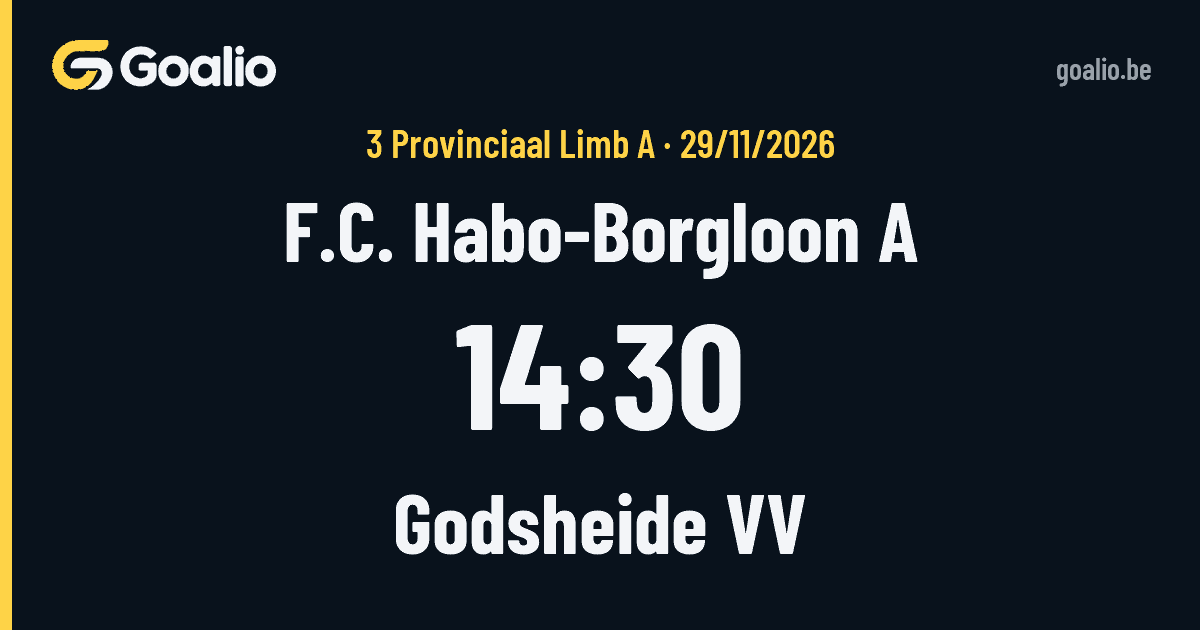 Goalio
goalio.be
3 Provinciaal Limb A · 29/11/2026
F.C. Habo-Borgloon A
14:30
Godsheide VV